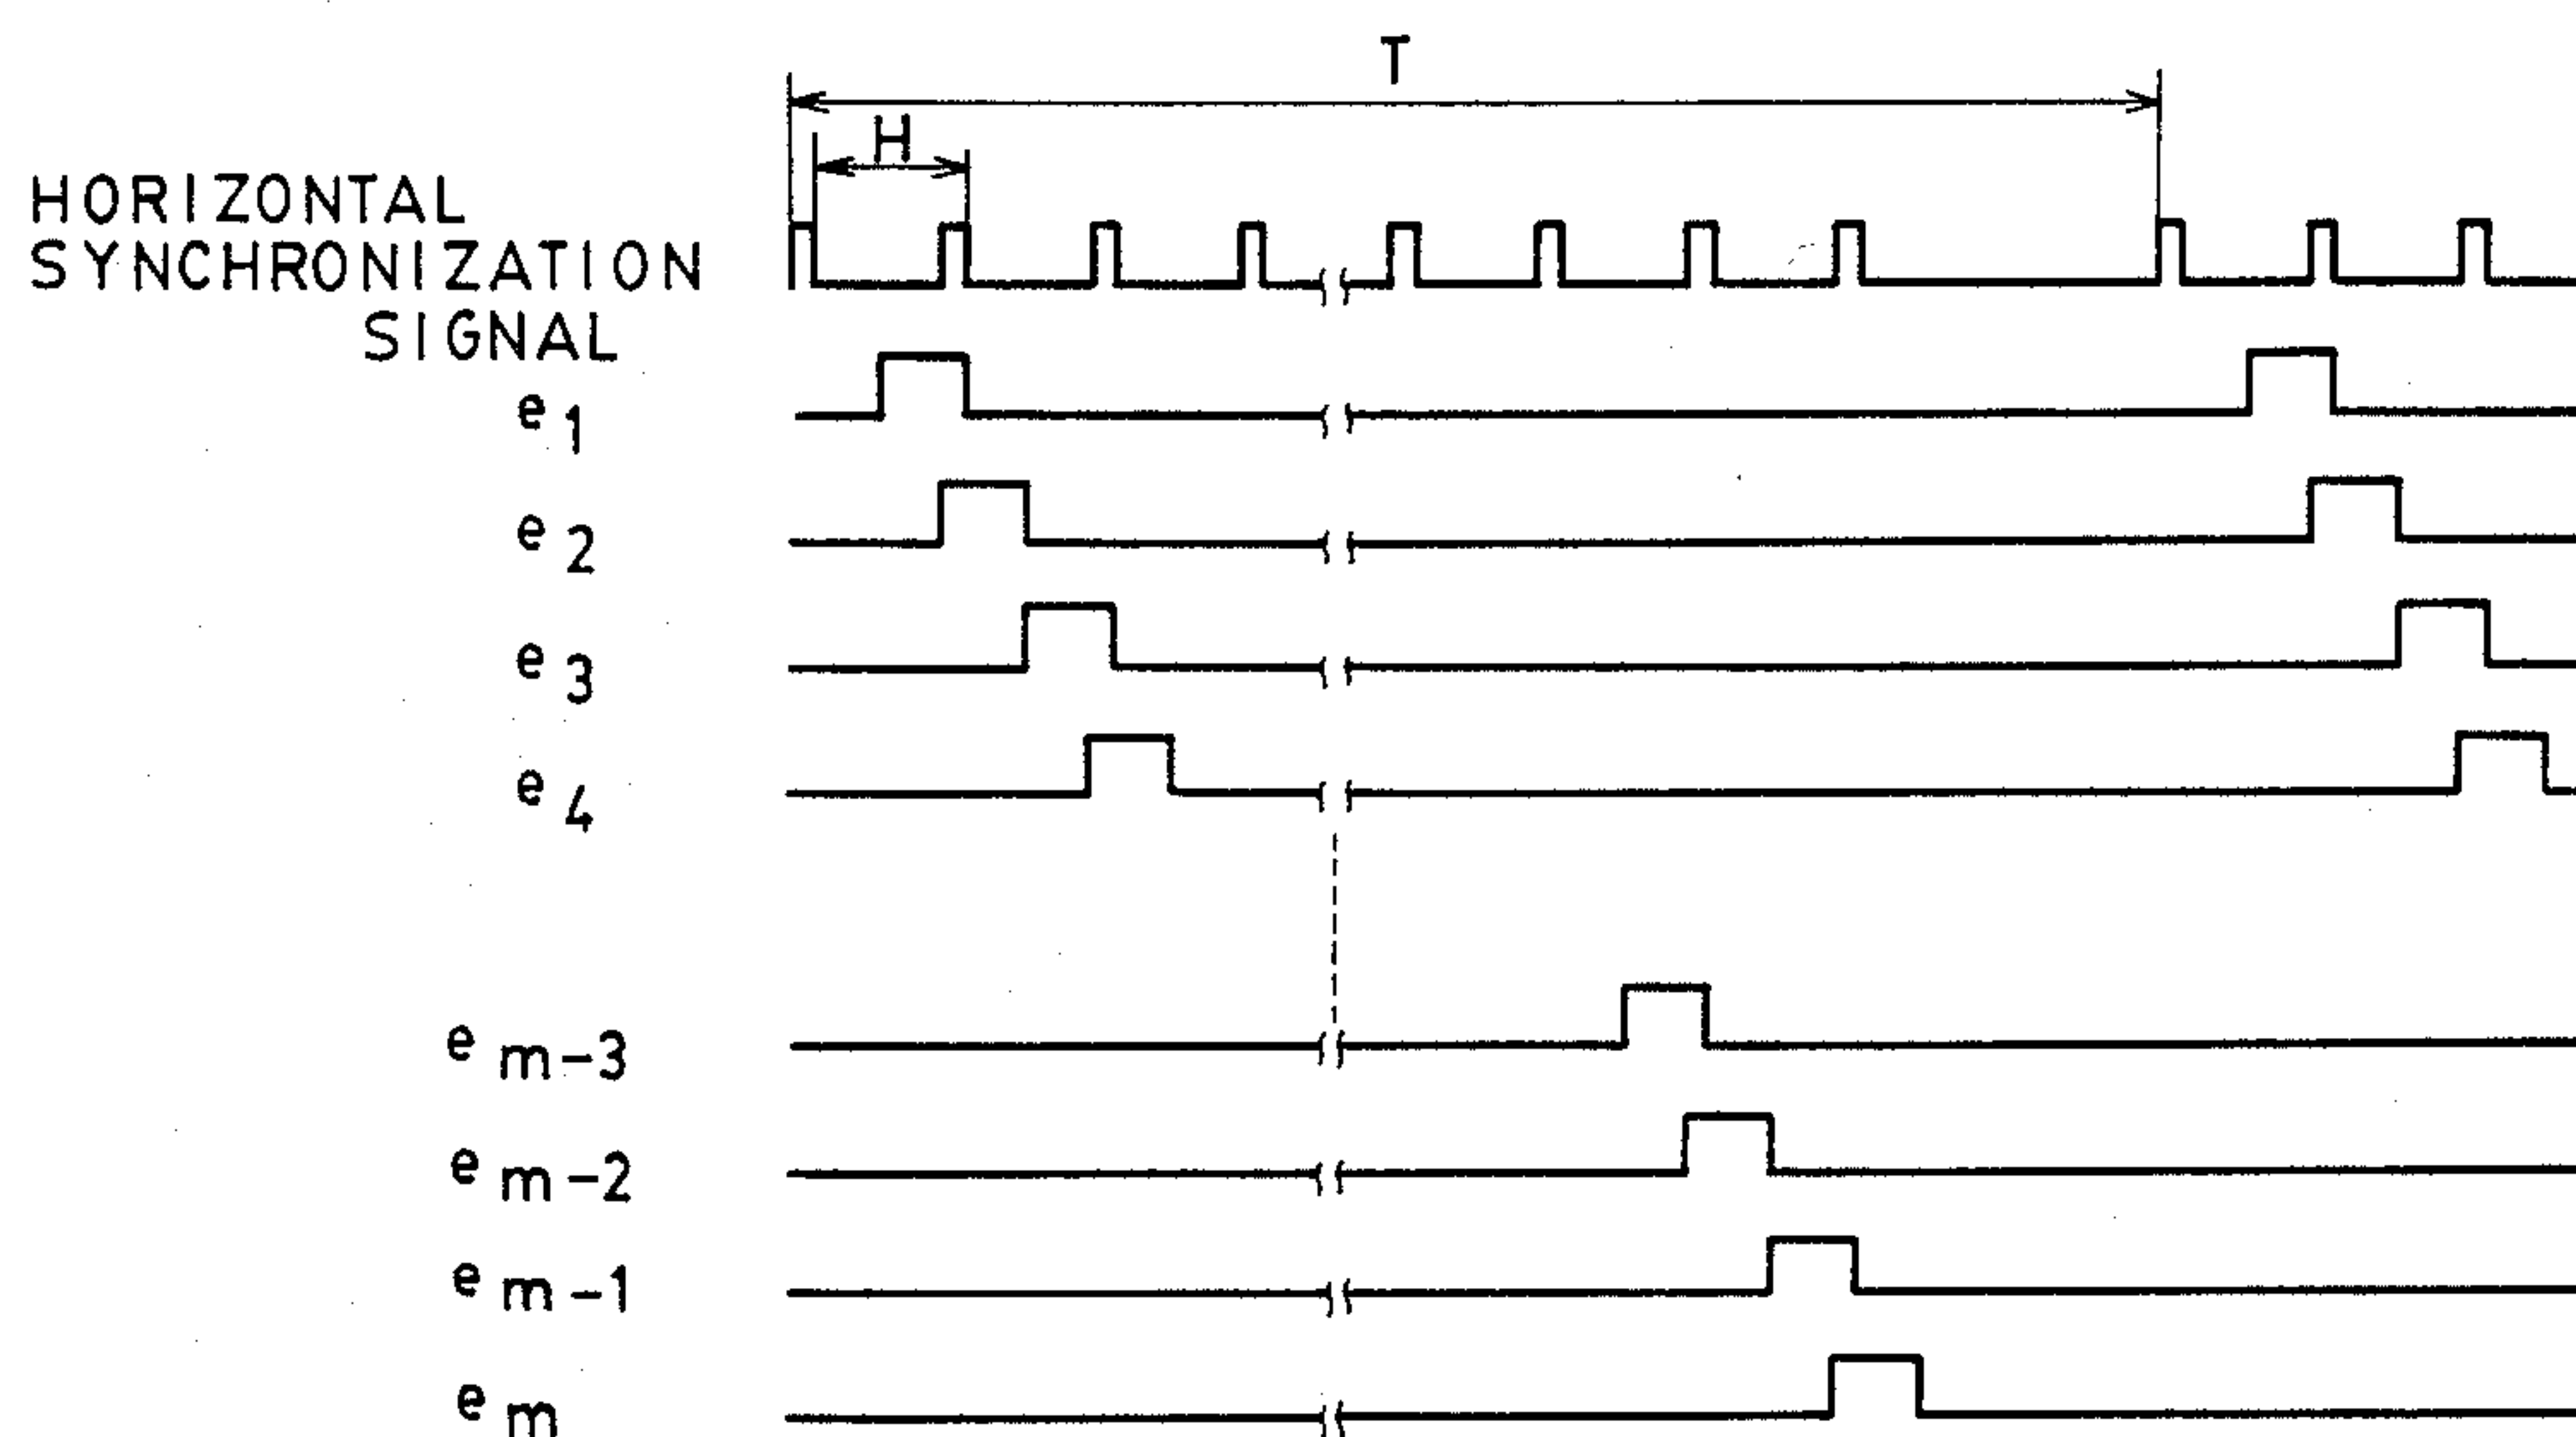 T
H
HORIZONTAL
SYNCHRONIZATION
SIGNAL
e 1
e 2
e 3
e 4
e m-3
e m-2
e m-1
e m